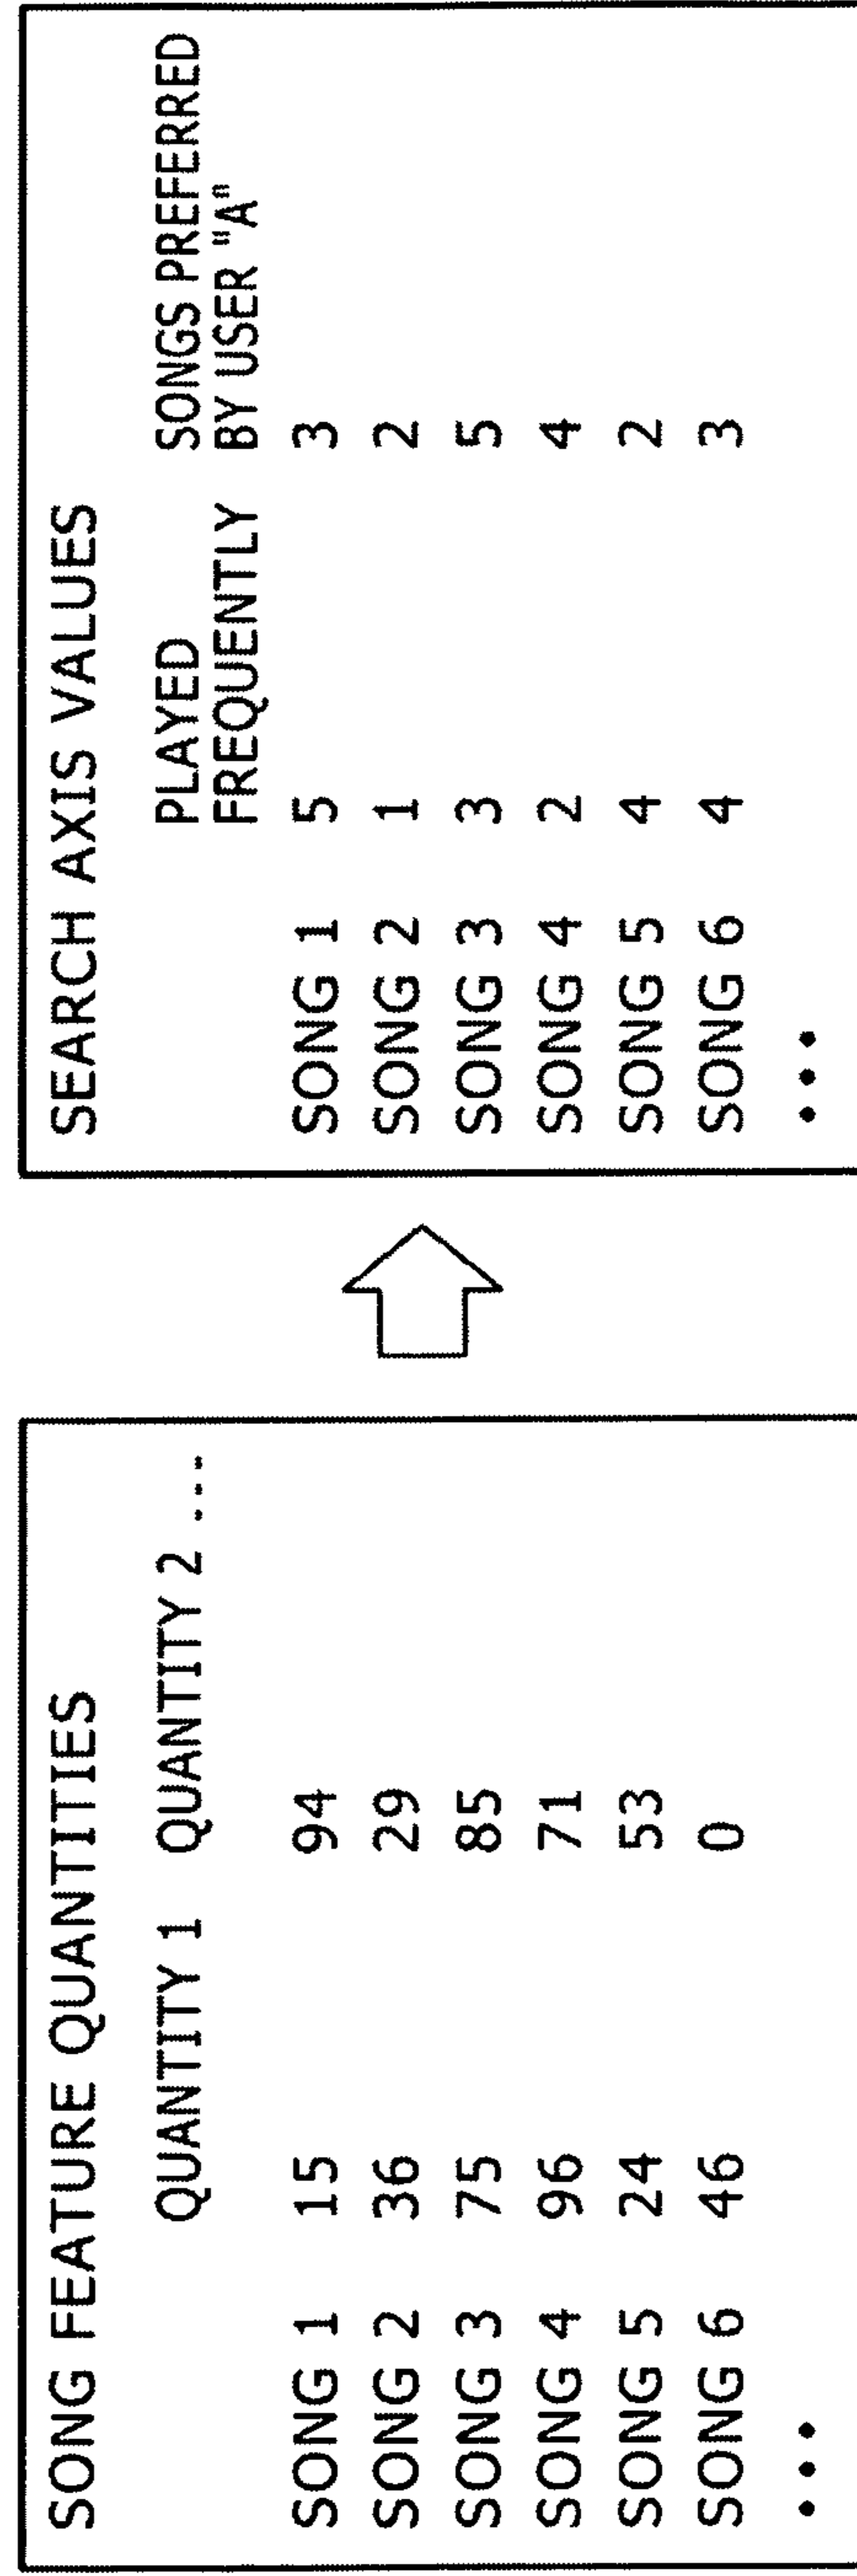 SONG FEATURE QUANTITIES
QUANTITY 1 QUANTITY 2 ...
SONG 1 15 94
SONG 2 36 29
SONG 3 75 85
SONG 4 96 71
SONG 5 24 53
SONG 6 46 0
...
SEARCH AXIS VALUES
PLAYED SONGS PREFERRED
FREQUENTLY BY USER "A"
SONG 1 5 3
SONG 2 1 2
SONG 3 3 5
SONG 4 2 4
SONG 5 4 2
SONG 6 4 3
...